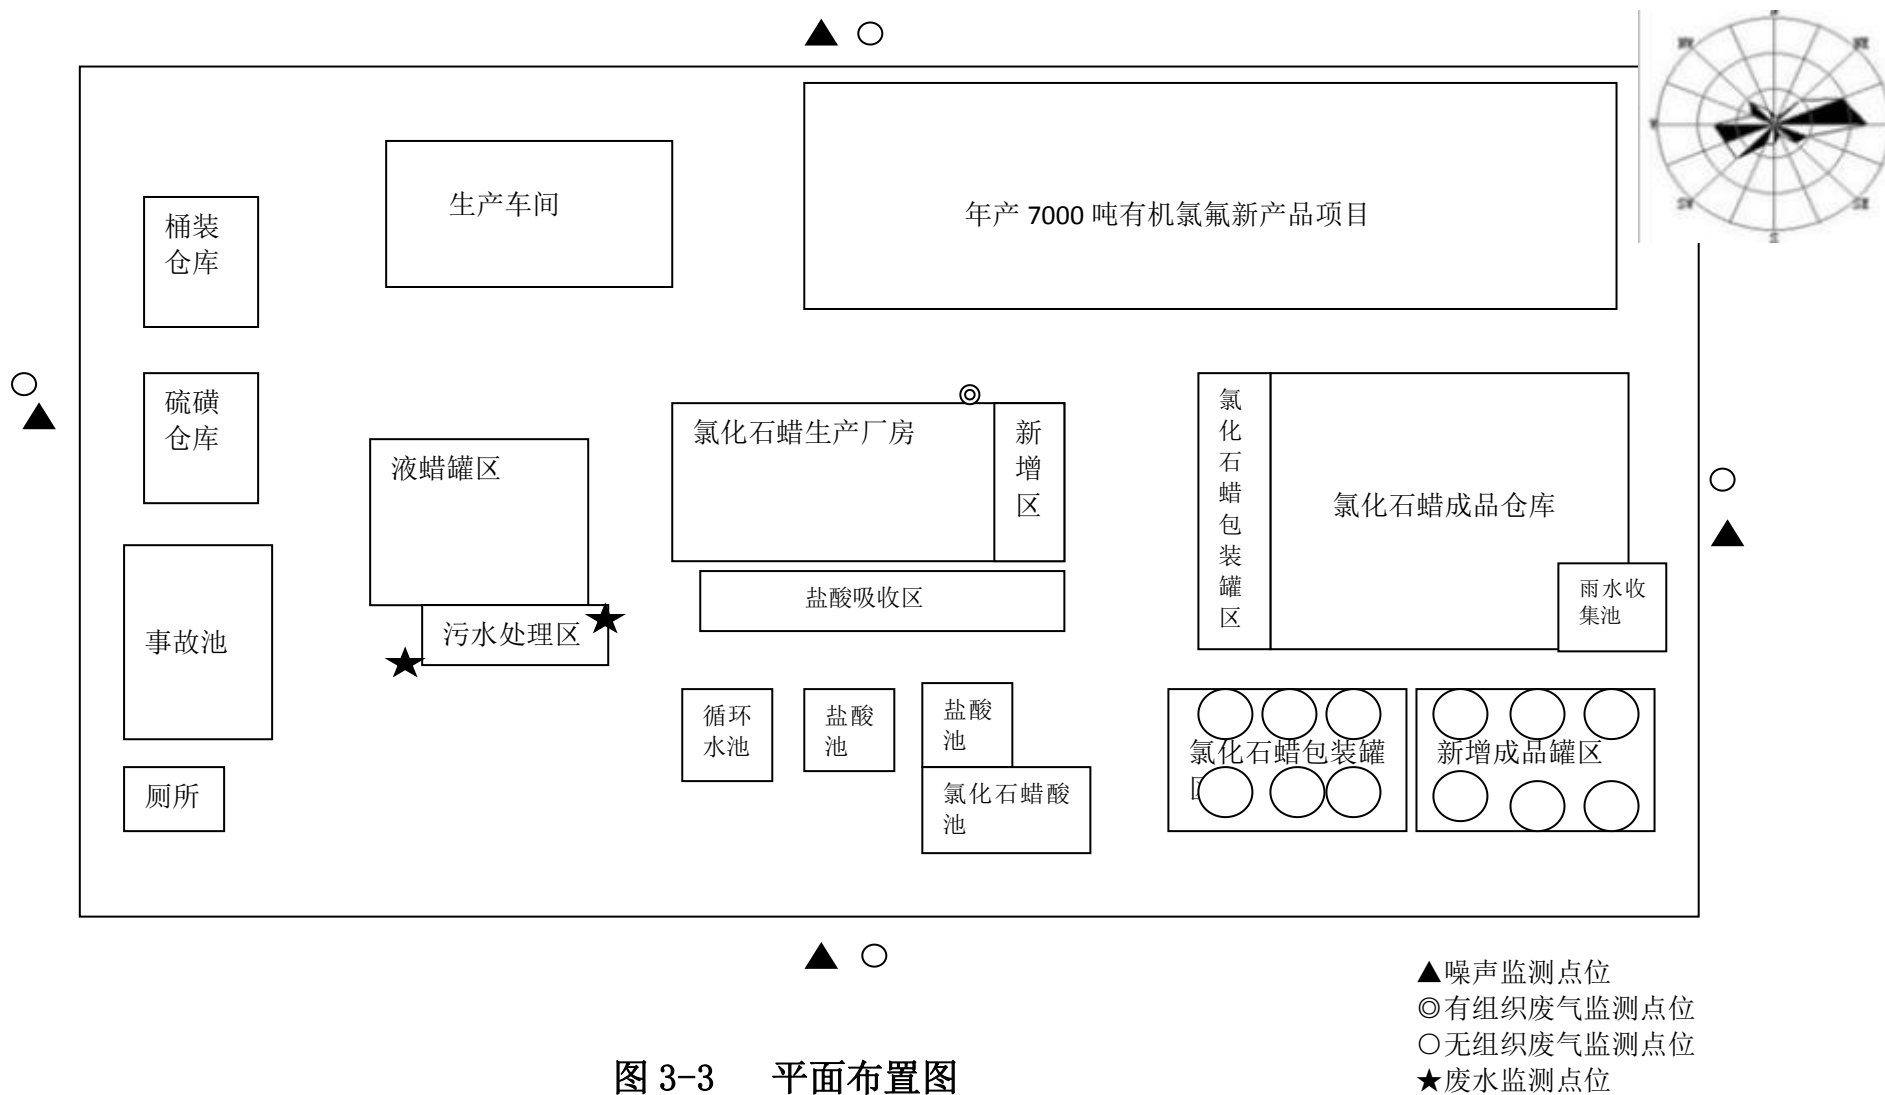 NW
NE
W
SW
SE
S
生产车间
年产 7000 吨有机氯氟新产品项目
桶装
仓库
硫磺
仓库
液蜡罐区
氯化石蜡生产厂房
新
增
区
氯
化
石
蜡
包
装
罐
区
氯化石蜡成品仓库
盐酸吸收区
雨水收
集池
事故池
污水处理区
循环
水池
盐酸
池
盐酸
池
氯化石蜡酸
池
氯化石蜡包装罐
新增成品罐区
厕所
▲噪声监测点位
◎有组织废气监测点位
○无组织废气监测点位
★废水监测点位
图 3-3 平面布置图